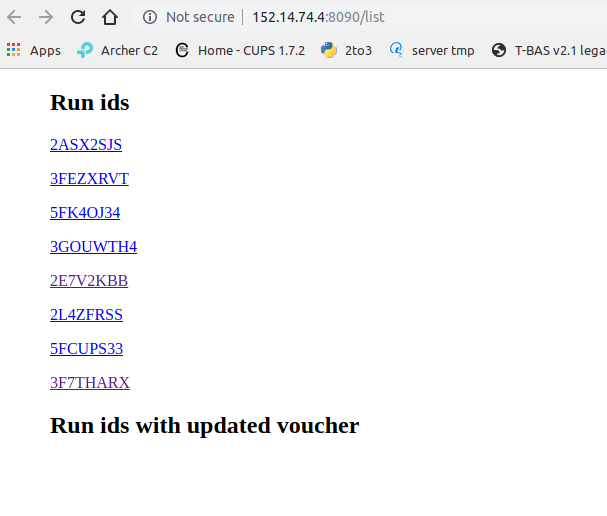 Not secure | 152.14.74.4:8090/list
Apps Archer C2 Home - CUPS 1.7.2 2to3 server tmp T-BAS v2.1 lega
Run ids
2ASX2SJS
3FEZXRVT
5FK4OJ34
3GOUWTH4
2E7V2KBB
2L4ZFRSS
5FCUPS33
3F7THARX
Run ids with updated voucher